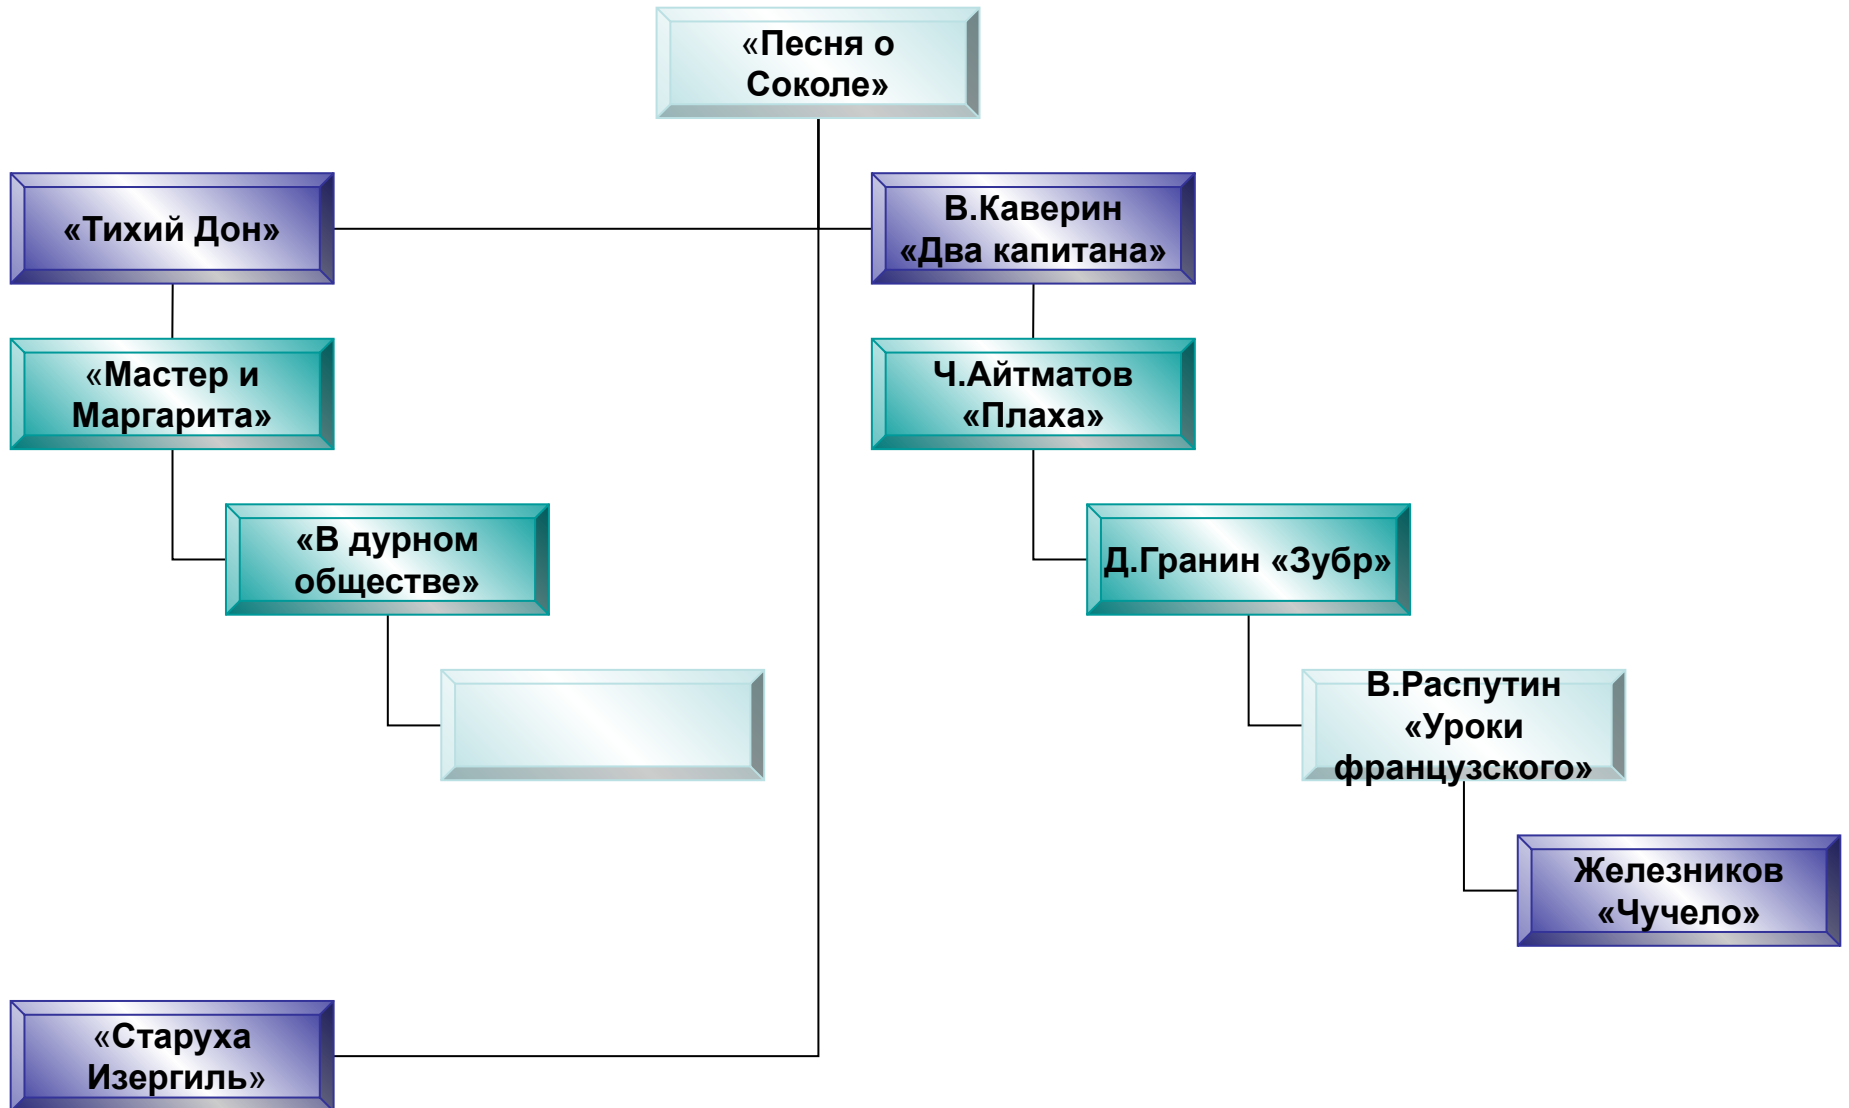 «Песня о
Соколе»
«Тихий Дон»
В.Каверин
«Два капитана»
«Мастер и
Маргарита»
Ч.Айтматов
«Плаха»
«В дурном
обществе»
Д.Гранин «Зубр»
В.Распутин
«Уроки
французского»
Железников
«Чучело»
«Старуха
Изергиль»